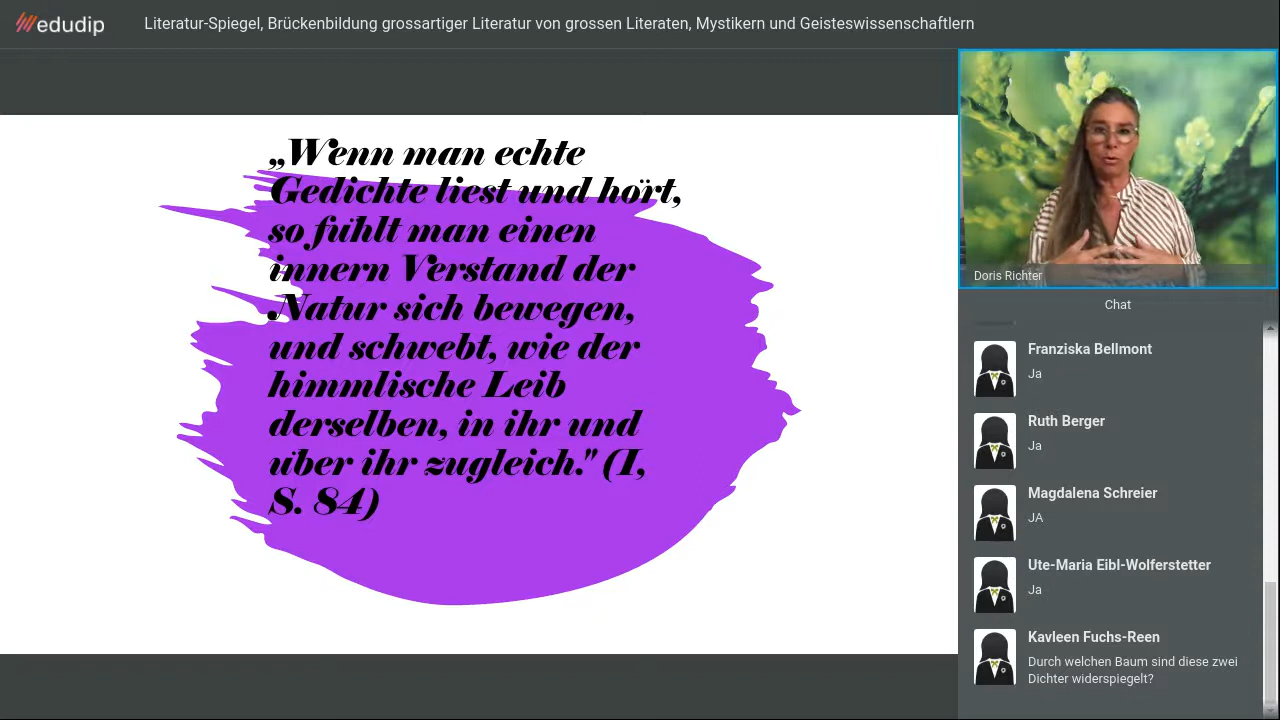 edudip
Literatur-Spiegel, Brückenbildung grossartiger Literatur von grossen Literaten, Mystikern und Geisteswissenschaftlern
„Wenn man echte
Gedichte liest und hört,
so fühlt man einen
innern Verstand der
Natur sich bewegen,
und schwebt, wie der
himmlische Leib
derselben, in ihr und
über ihr zugleich." (I,
S. 84)
Doris Richter
Chat
Franziska Bellmont
Ja
Ruth Berger
Ja
Magdalena Schreier
JA
Ute-Maria Eibl-Wolferstetter
Ja
Kavleen Fuchs-Reen
Durch welchen Baum sind diese zwei
Dichter widerspiegelt?